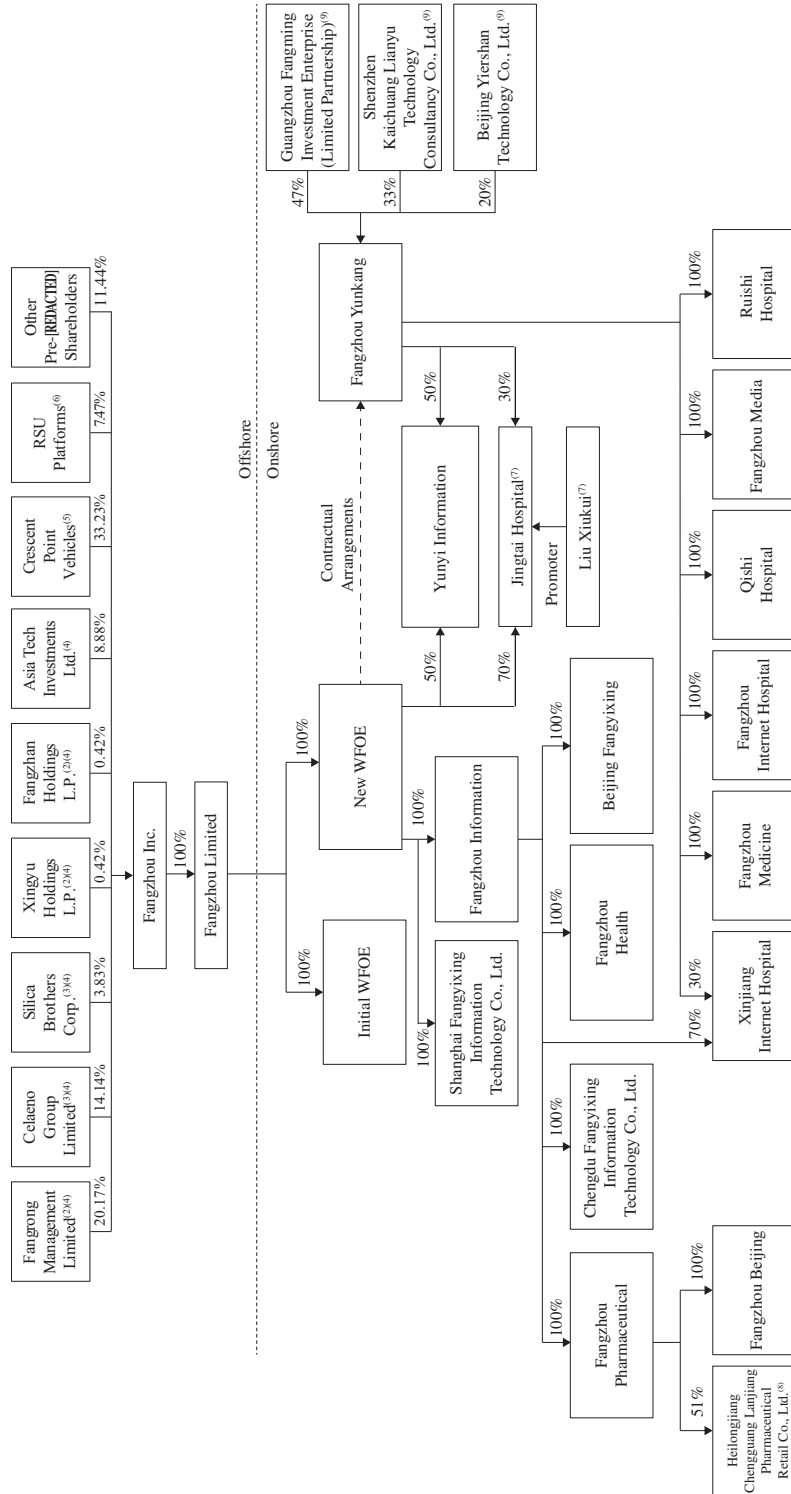 Fangrong
Management
Limited(2)(4)
20.17%
Celaeno
Group
Limited(3)(4)
14.14%
Silica
Brothers
Corp.(3)(4)
3.83%
Xingyu
Holdings
L.P.(2)(4)
0.42%
Fangzhan
Holdings
L.P.(2)(4)
0.42%
Asia Tech
Investments
Ltd.(4)
8.88%
Crescent
Point
Vehicles(5)
33.23%
RSU
Platforms(6)
7.47%
Other
Pre-[REDACTED]
Shareholders
11.44%
Fangzhou Inc.
100%
Fangzhou Limited
Offshore
Onshore
100%
Initial WFOE
100%
New WFOE
Contractual
Arrangements
Fangzhou Yunkang
47%
Guangzhou Fangming
Investment Enterprise
(Limited Partnership)(9)
33%
Shenzhen
Kaichuang Lianyu
Technology
Consultancy Co., Ltd.(9)
20%
Beijing Yiershan
Technology Co., Ltd.(9)
100%
Shanghai Fangyixing
Information
Technology Co., Ltd.
100%
Fangzhou Information
50%
Yunyi Information
50%
70%
Jingtai Hospital(7)
30%
Promoter
Liu Xiukui(7)
100%
Fangzhou
Pharmaceutical
100%
Chengdu Fangyixing
Information
Technology Co., Ltd.
100%
Fangzhou
Health
100%
Beijing Fangyixing
51%
Heilongjiang
Chengguang Lanjiang
Pharmaceutical
Retail Co., Ltd.(8)
100%
Fangzhou Beijing
70%
30%
Xinjiang
Internet Hospital
100%
Fangzhou
Medicine
100%
Fangzhou
Internet Hospital
100%
Qishi
Hospital
100%
Fangzhou Media
100%
Ruishi
Hospital